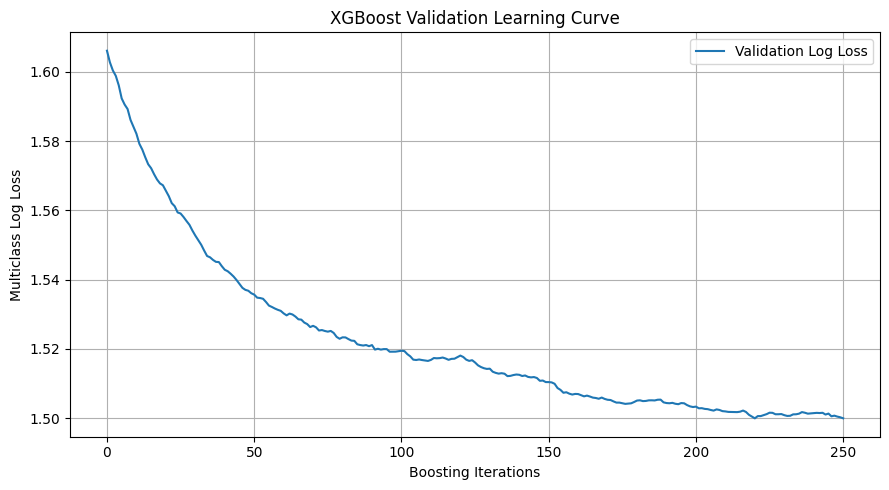 XGBoost Validation Learning Curve
Validation Log Loss
Multiclass Log Loss
1.60
1.58
1.56
1.54
1.52
1.50
0 50 100 150 200 250
Boosting Iterations